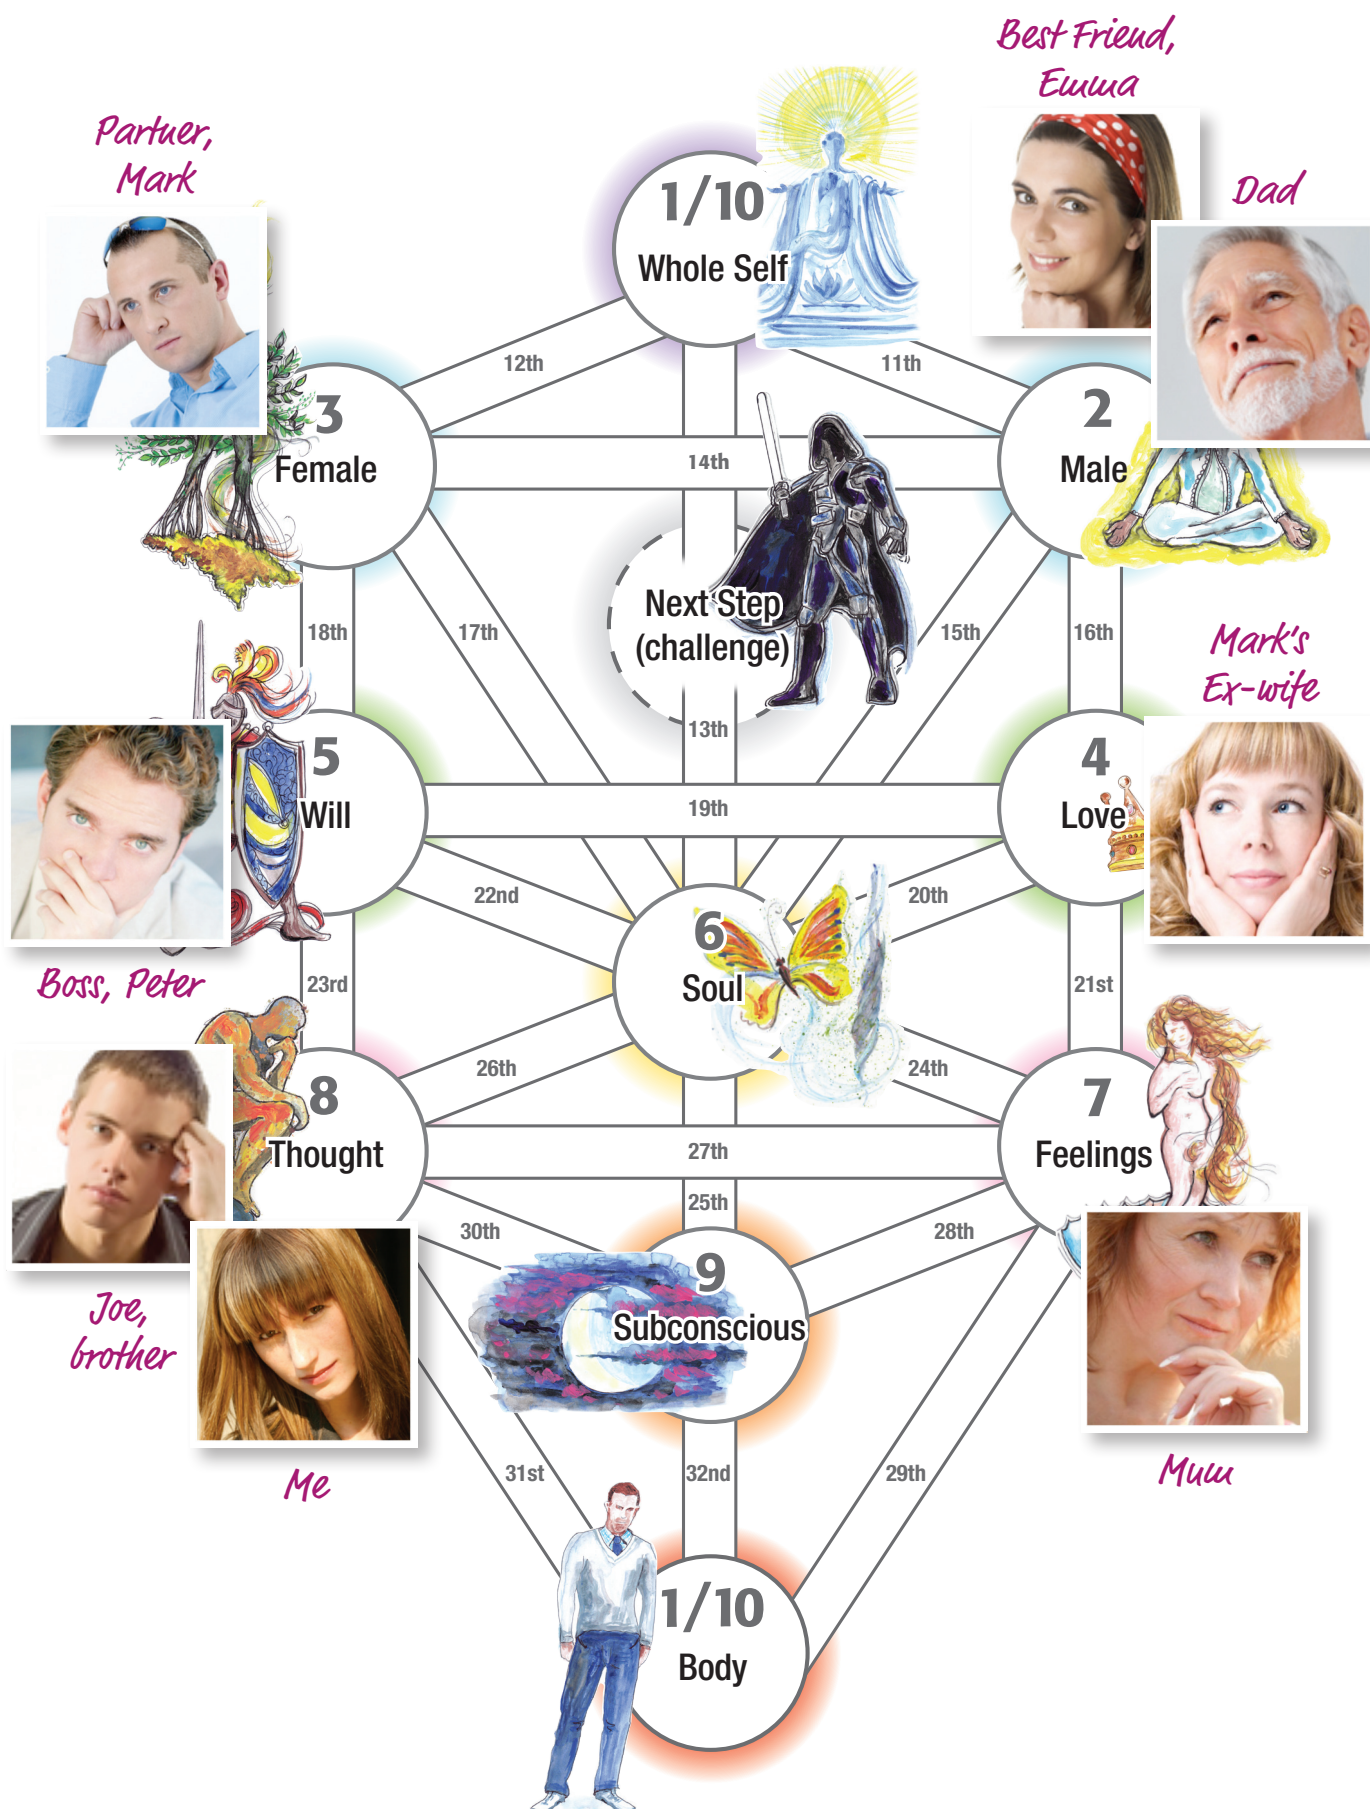 Best Friend,
Emma
Partner,
Mark
Dad
1/10
Whole Self
12th
11th
3
Female
2
Male
14th
Next Step
(challenge)
18th
17th
15th
16th
Mark's
Ex-wife
13th
5
Will
4
Love
19th
22nd
20th
6
Soul
Boss, Peter
23rd
21st
26th
24th
8
Thought
7
Feelings
27th
25th
30th
28th
9
Subconscious
Joe,
brother
Me
Mum
31st
32nd
29th
1/10
Body